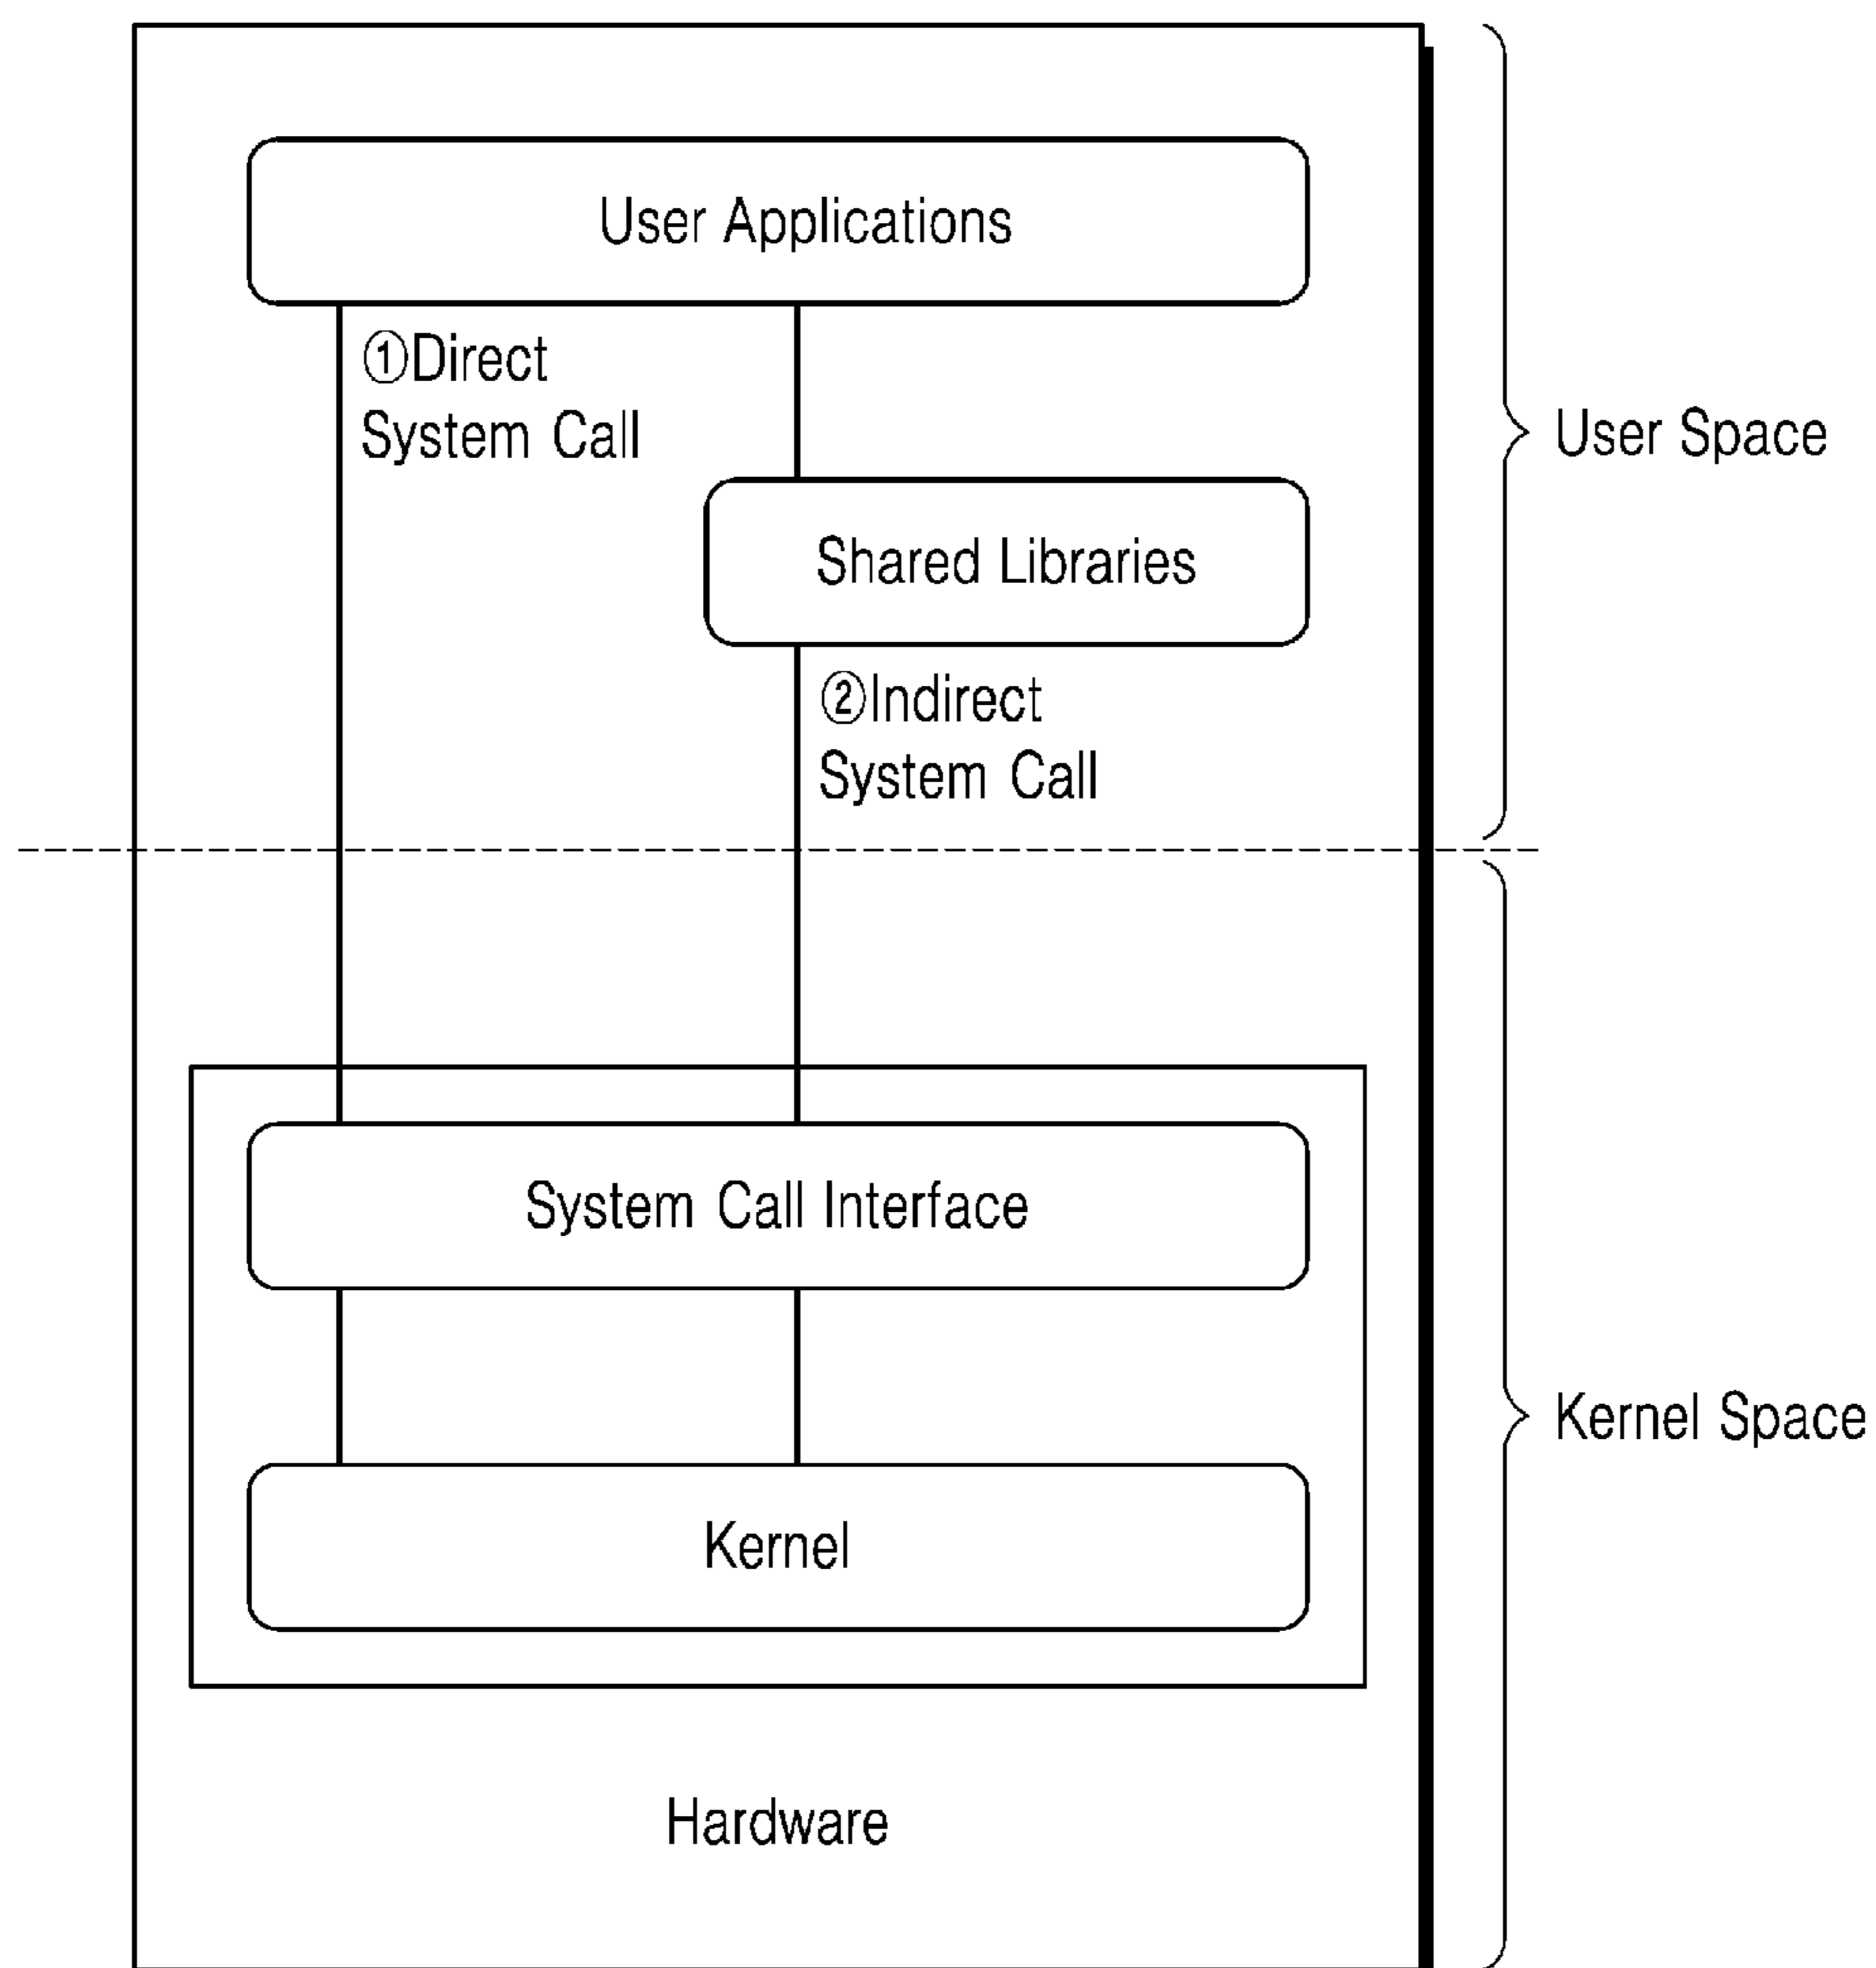 User Applications
①Direct
System Call
User Space
Shared Libraries
②Indirect
System Call
System Call Interface
Kernel Space
Kernel
Hardware